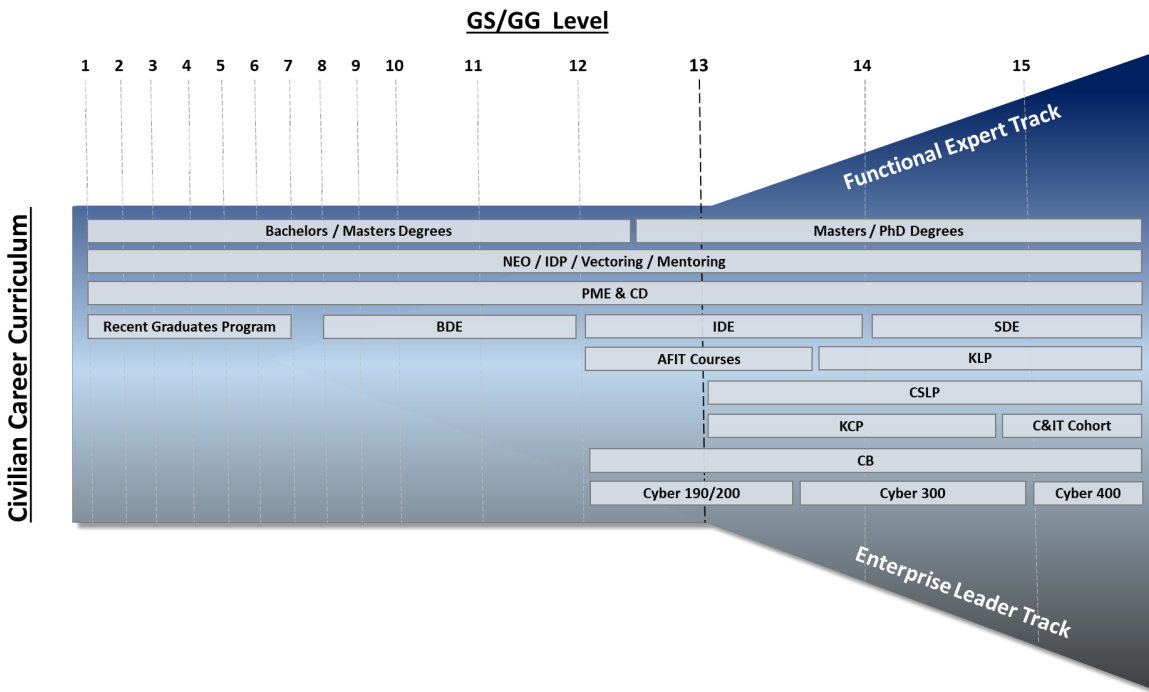 GS/GG Level
1 2 3 4 5 6 7 8 9 10 11 12 13 14 15
Functional Expert Track
Civilian Career Curriculum
Bachelors / Masters Degrees Masters / PhD Degrees
NEO / IDP / Vectoring / Mentoring
PME & CD
Recent Graduates Program BDE IDE SDE
AFIT Courses KLP
CSLP
KCP C&IT Cohort
CB
Cyber 190/200 Cyber 300 Cyber 400
Enterprise Leader Track